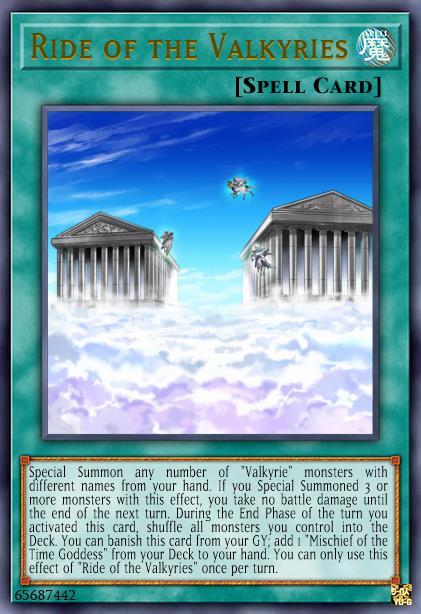 RIDE OF THE VALKYRIES
SPELL
魔
[SPELL CARD]
Special Summon any number of "Valkyrie" monsters with
different names from your hand. If you Special Summoned 3 or
more monsters with this effect, you take no battle damage until
the end of the next turn. During the End Phase of the turn you
activated this card, shuffle all monsters you control into the
Deck. You can banish this card from your GY; add 1 "Mischief of the
Time Goddess" from your Deck to your hand. You can only use this
effect of "Ride of the Valkyries" once per turn.
65687442